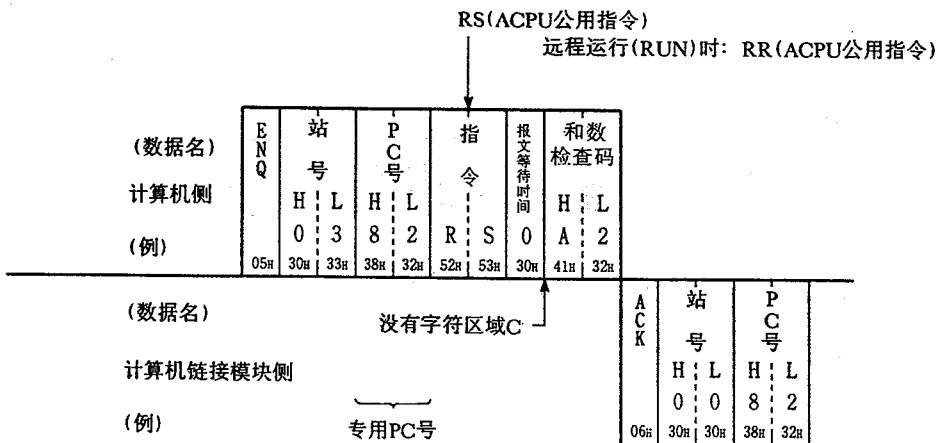 RS(ACPU公用指令)
远程运行(RUN)时: RR(ACPU公用指令)
(数据名)
计算机侧
(例)
ENQ
05H
站号
H L
0 3
30H 33H
PC号
H L
8 2
38H 32H
指令
R S
52H 53H
报文等待时间
0
30H
和数检查码
H L
A 2
41H 32H
没有字符区域C
(数据名)
计算机链接模块侧
(例)
专用PC号
ACK
06H
站号
H L
0 0
30H 30H
PC号
H L
8 2
38H 32H